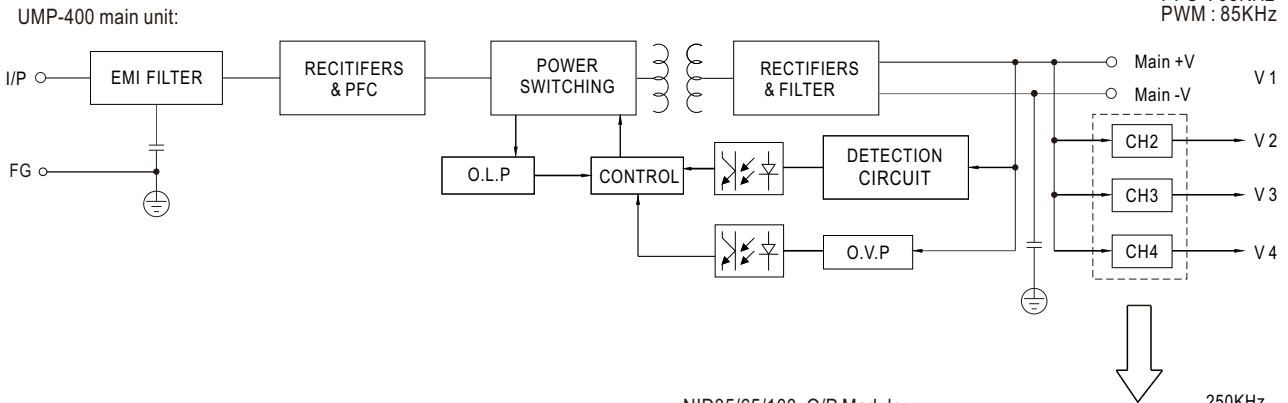 UMP-400 main unit:
PWM : 85KHz
I/P
EMI FILTER
RECITIFERS
& PFC
POWER
SWITCHING
RECTIFIERS
& FILTER
Main +V
Main -V
V 1
FG
O.L.P
CONTROL
DETECTION
CIRCUIT
O.V.P
CH2
V 2
CH3
V 3
CH4
V 4